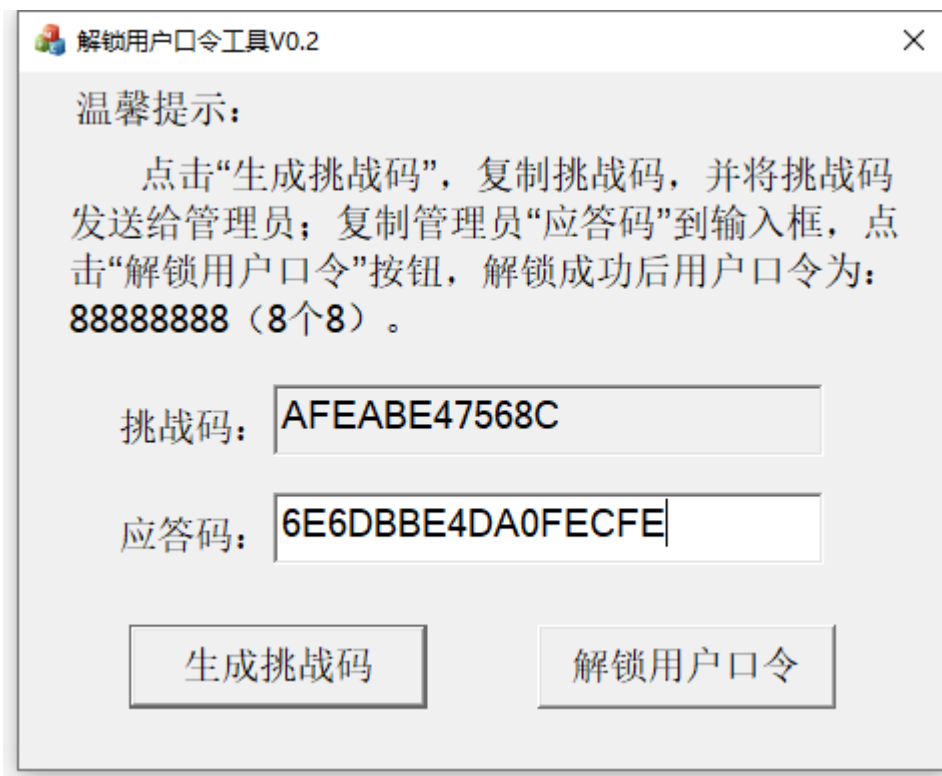 解锁用户口令工具V0.2
温馨提示：
点击“生成挑战码”，复制挑战码，并将挑战码
发送给管理员；复制管理员“应答码”到输入框，点
击“解锁用户口令”按钮，解锁成功后用户口令为：
88888888（8个8）。
挑战码：AFEABE47568C
应答码：6E6DBBE4DA0FECFE
生成挑战码 解锁用户口令